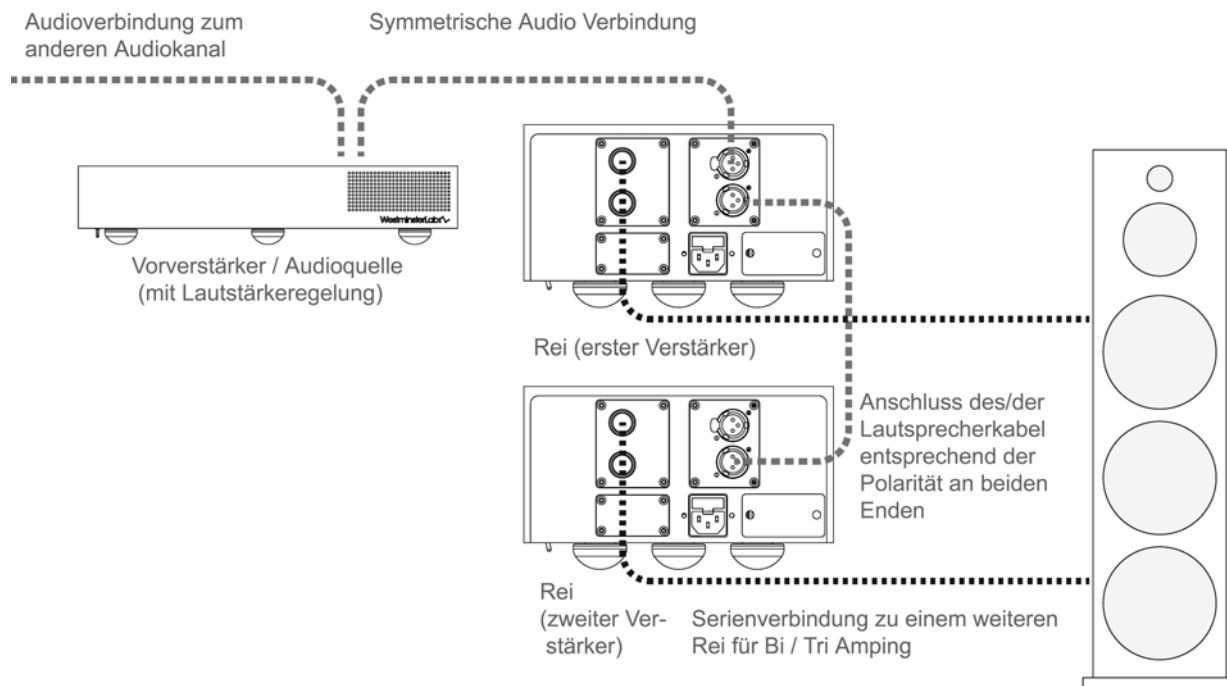 Audioverbindung zum
anderen Audiokanal
Symmetrische Audio Verbindung
WestminsterLabs
Vorverstärker / Audioquelle
(mit Lautstärkeregelung)
Rei (erster Verstärker)
Anschluss des/der
Lautsprecherkabel
entsprechend der
Polarität an beiden
Enden
Rei
(zweiter Ver-
stärker)
Serienverbindung zu einem weiteren
Rei für Bi / Tri Amping